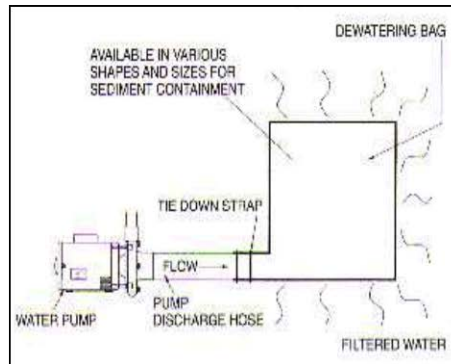 DEWATERING BAG
AVAILABLE IN VARIOUS
SHAPES AND SIZES FOR
SEDIMENT CONTAINMENT
TIE DOWN STRAP
FLOW
PUMP
DISCHARGE HOSE
WATER PUMP
FILTERED WATER